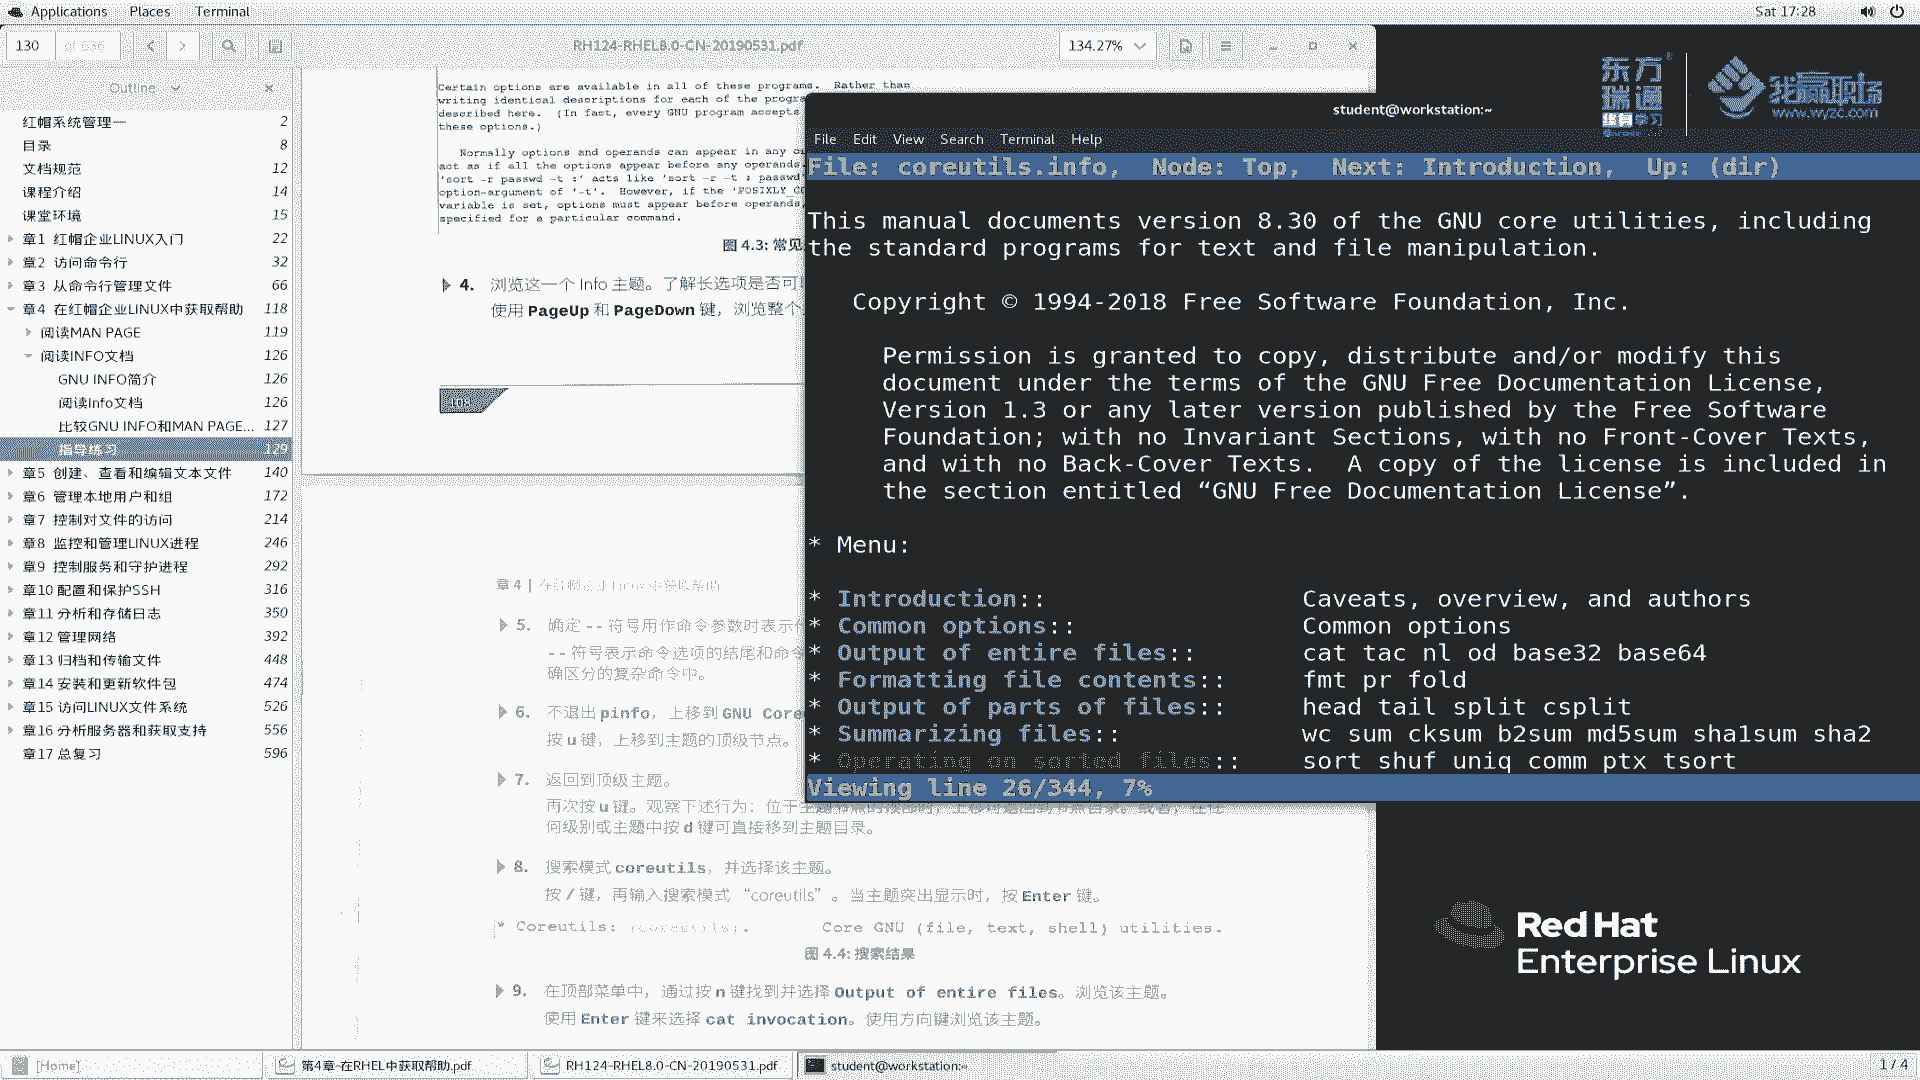 Applications Places Terminal
Sat 17:28
130 of 636
RH124-RHEL8.0-CN-20190531.pdf
134.27%
Outline
红帽系统管理一 2
目录 8
文档规范 12
课程介绍 14
课堂环境 15
章1 红帽企业LINUX入门 22
章2 访问命令行 32
章3 从命令行管理文件 66
章4 在红帽企业LINUX中获取帮助 118
阅读MAN PAGE 119
阅读INFO文档 126
GNU INFO简介 126
阅读Info文档 126
比较GNU INFO和MAN PAGE... 127
指导练习 129
章5 创建、查看和编辑文本文件 140
章6 管理本地用户和组 172
章7 控制对文件的访问 214
章8 监控和管理LINUX进程 246
章9 控制服务和守护进程 292
章10 配置和保护SSH 316
章11 分析和存储日志 350
章12 管理网络 392
章13 归档和传输文件 448
章14 安装和更新软件包 474
章15 访问LINUX文件系统 526
章16 分析服务器和获取支持 556
章17 总复习 596
Certain options are available in all of these programs. Rather than
writing identical descriptions for each of the progr
described here. (In fact, every GNU program accepts
these options.)
Normally options and operands can appear in any o
act as if all the options appear before any operands.
'sort -r passwd -t :' acts like 'sort -r -t : passwd'
option-argument of '-t'. However, if the 'POSIXLY_CO
variable is set, options must appear before operands,
specified for a particular command.
图 4.3: 常见
4. 浏览这一个 Info 主题。了解长选项是否可
使用 PageUp 和 PageDown 键，浏览整个
108
章 4 | 在红帽企业 Linux 中获取帮助
5. 确定 -- 符号用作命令参数时表示
-- 符号表示命令选项的结尾和命令
确区分的复杂命令中。
6. 不退出 pinfo，上移到 GNU Core
按 u 键，上移到主题的顶级节点。
7. 返回到顶级主题。
再次按 u 键。观察下述行为：位于主题节点的顶部时，上移可返回到节点目录。或者，在任
何级别或主题中按 d 键可直接移到主题目录。
8. 搜索模式 coreutils，并选择该主题。
按 / 键，再输入搜索模式 “coreutils”。当主题突出显示时，按 Enter 键。
* Coreutils: (coreutils). Core GNU (file, text, shell) utilities.
图 4.4: 搜索结果
9. 在顶部菜单中，通过按 n 键找到并选择 Output of entire files。浏览该主题。
使用 Enter 键来选择 cat invocation。使用方向键浏览该主题。
student@workstation:~
File Edit View Search Terminal Help
File: coreutils.info, Node: Top, Next: Introduction, Up: (dir)
This manual documents version 8.30 of the GNU core utilities, including
the standard programs for text and file manipulation.
Copyright © 1994-2018 Free Software Foundation, Inc.
Permission is granted to copy, distribute and/or modify this
document under the terms of the GNU Free Documentation License,
Version 1.3 or any later version published by the Free Software
Foundation; with no Invariant Sections, with no Front-Cover Texts,
and with no Back-Cover Texts. A copy of the license is included in
the section entitled “GNU Free Documentation License”.
* Menu:
* Introduction:: Caveats, overview, and authors
* Common options:: Common options
* Output of entire files:: cat tac nl od base32 base64
* Formatting file contents:: fmt pr fold
* Output of parts of files:: head tail split csplit
* Summarizing files:: wc sum cksum b2sum md5sum sha1sum sha2
* Operating on sorted files:: sort shuf uniq comm ptx tsort
Viewing line 26/344, 7%
东方
瑞通
终身学习
我赢职场
www.wyzc.com
Red Hat
Enterprise Linux
[Home]
第4章-在RHEL中获取帮助.pdf
RH124-RHEL8.0-CN-20190531.pdf
student@workstation:~
1 / 4